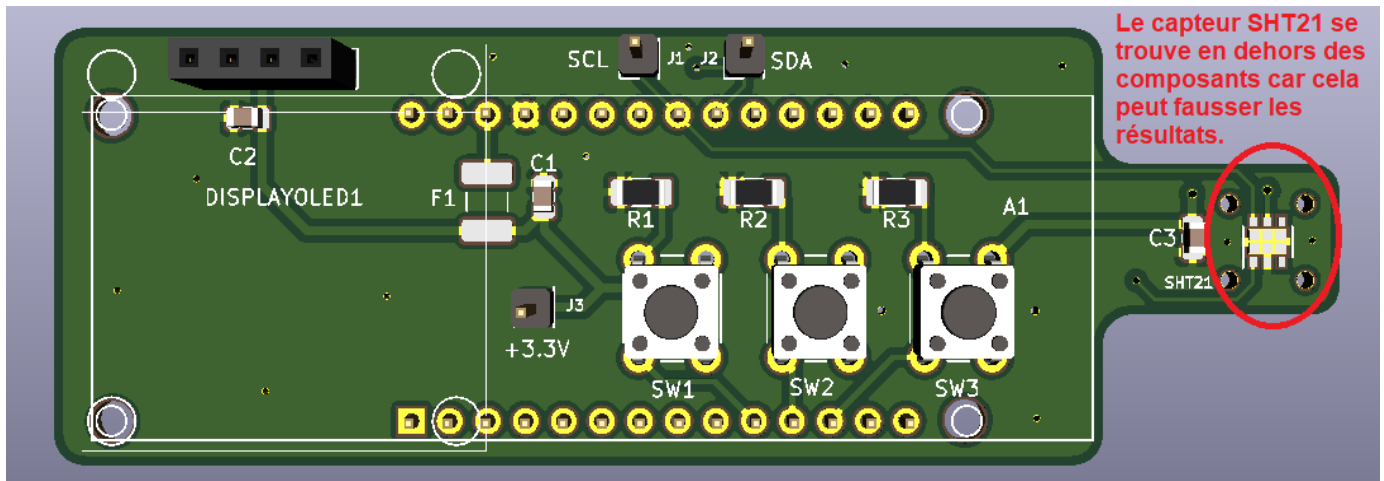 Le capteur SHT21 se
trouve en dehors des
composants car cela
peut fausser les
résultats.
SCL
J1
J2
SDA
C2
C1
DISPLAYOLED1
F1
R1
R2
R3
A1
C3
SHT21
J3
+3.3V
SW1
SW2
SW3